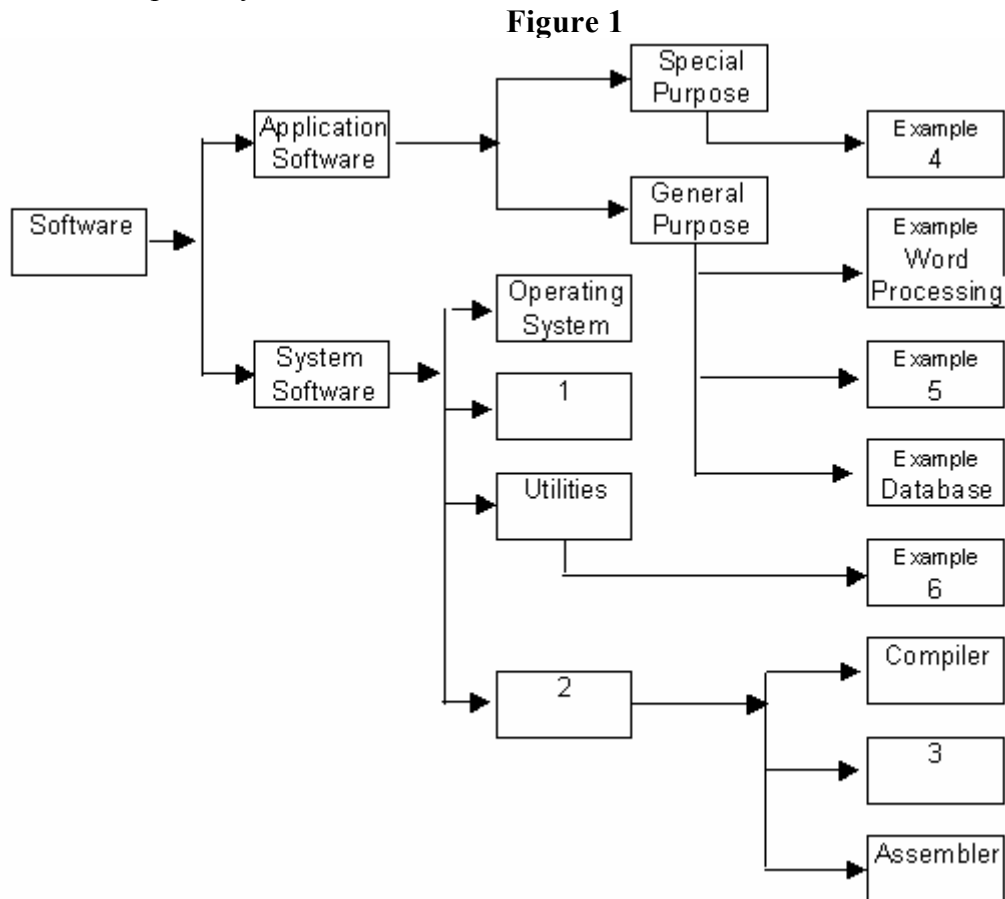 Figure 1
Special
Purpose
Application
Software
Example
4
General
Purpose
Software
Example
Word
Processing
Operating
System
System
Software
Example
5
1
Example
Database
Utilities
Example
6
Compiler
2
3
Assembler